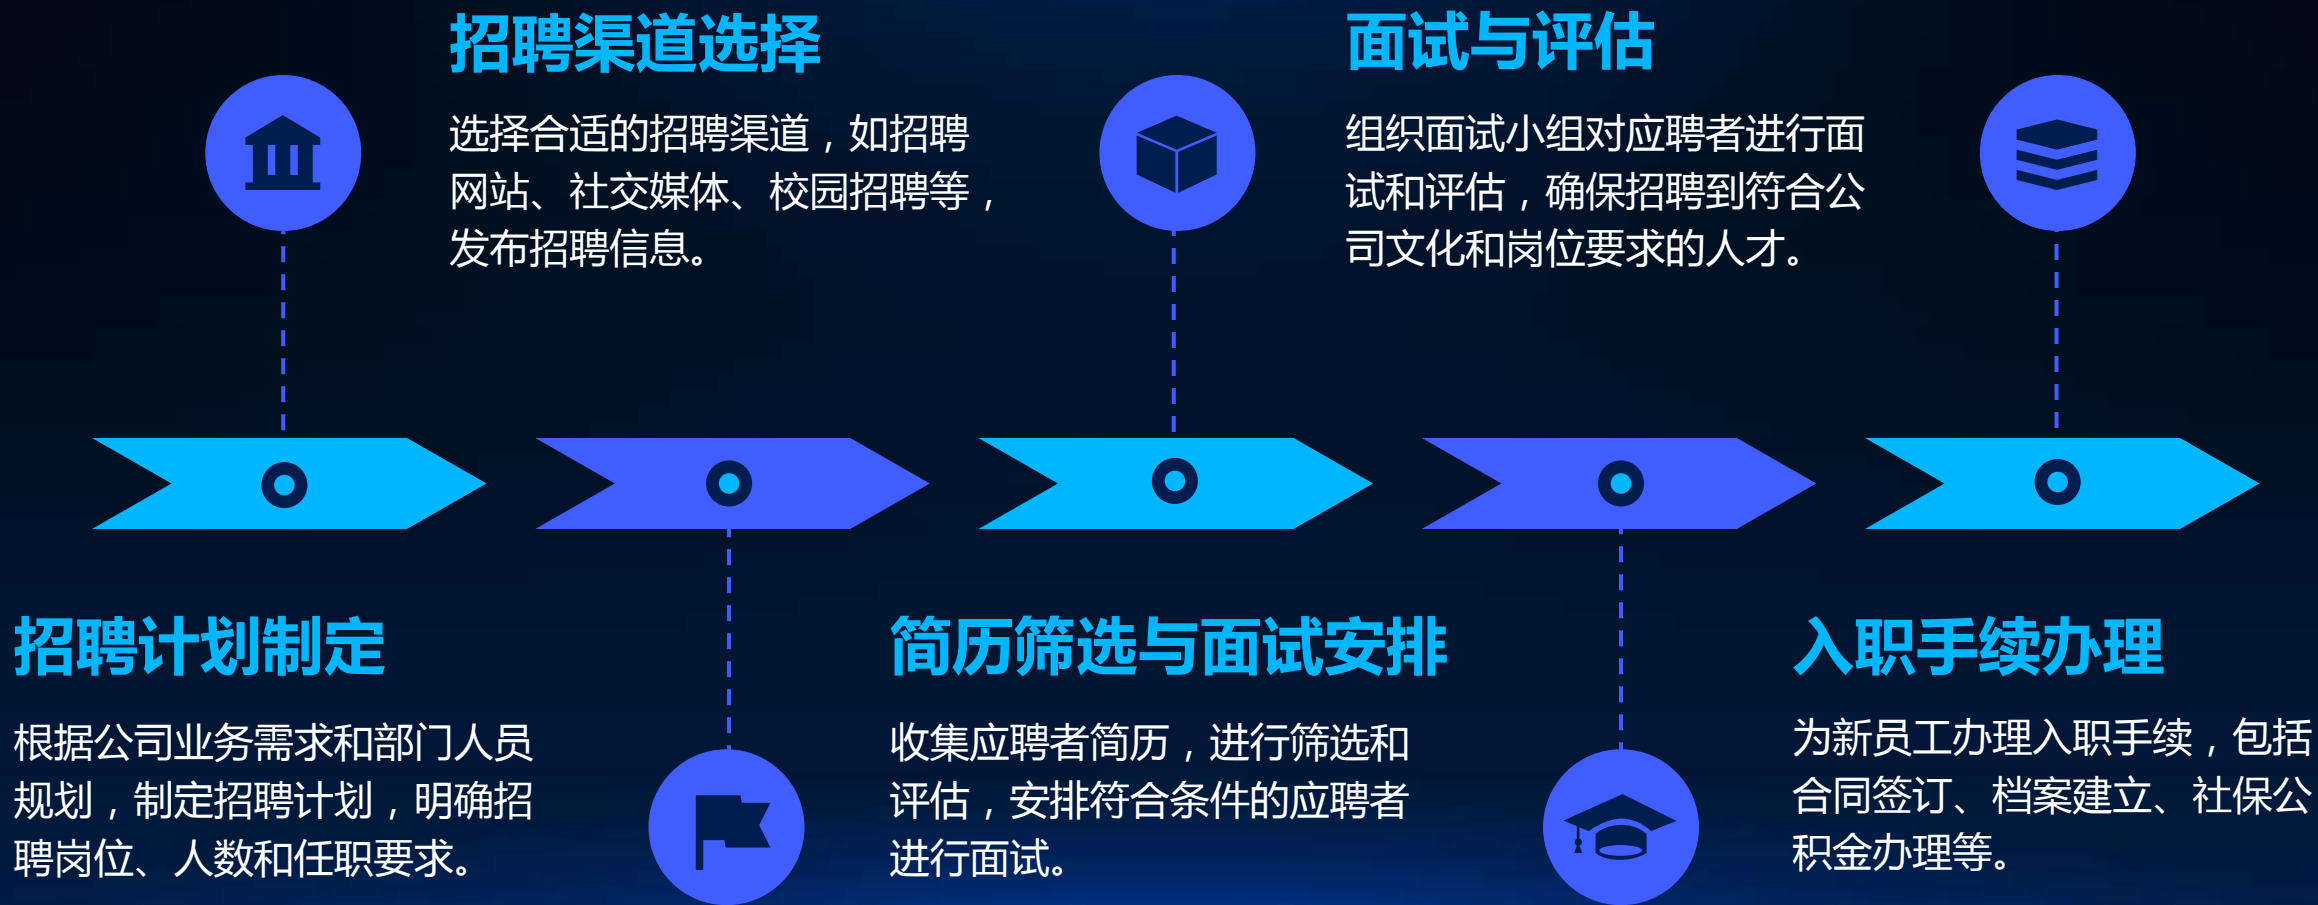 招聘渠道选择
选择合适的招聘渠道，如招聘
网站、社交媒体、校园招聘等，
发布招聘信息。
面试与评估
组织面试小组对应聘者进行面
试和评估，确保招聘到符合公
司文化和岗位要求的人才。
招聘计划制定
根据公司业务需求和部门人员
规划，制定招聘计划，明确招
聘岗位、人数和任职要求。
简历筛选与面试安排
收集应聘者简历，进行筛选和
评估，安排符合条件的应聘者
进行面试。
入职手续办理
为新员工办理入职手续，包括
合同签订、档案建立、社保公
积金办理等。